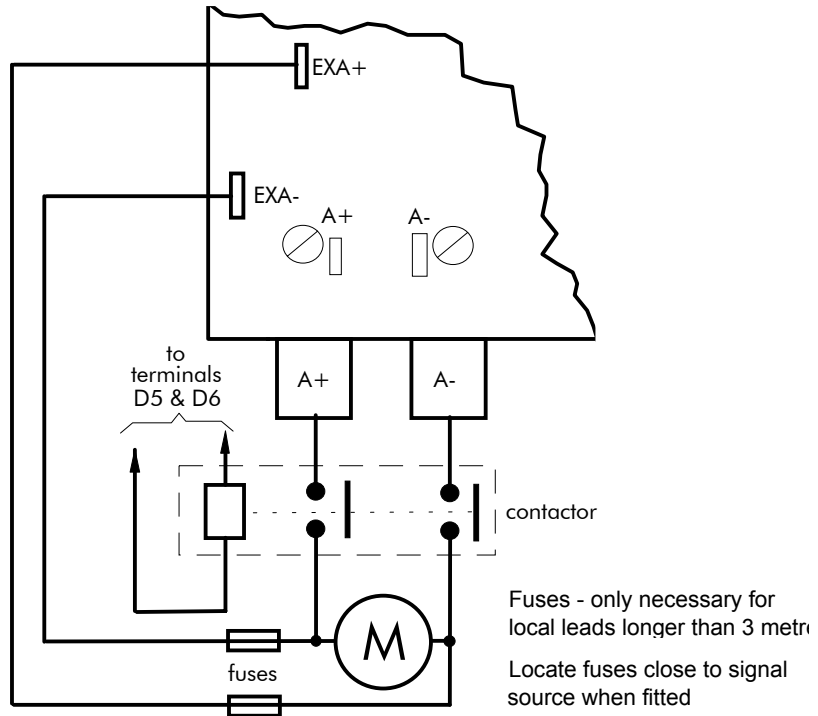 EXA+
EXA-
A+
A-
A+
A-
to
terminals
D5 & D6
contactor
M
fuses
Fuses - only necessary for
local leads longer than 3
Locate fuses close to signal
source when fitted